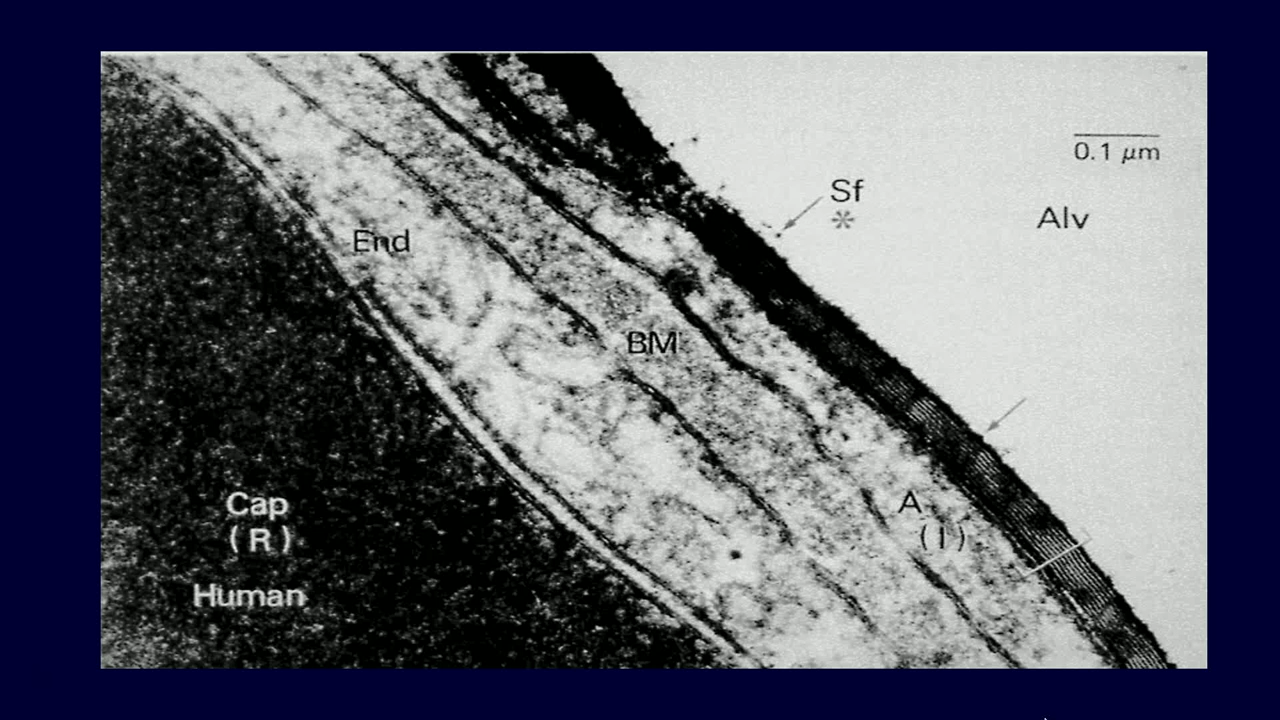 0.1 µm
Sf
*
Alv
End
BM
A
(I)
Cap
(R)
Human